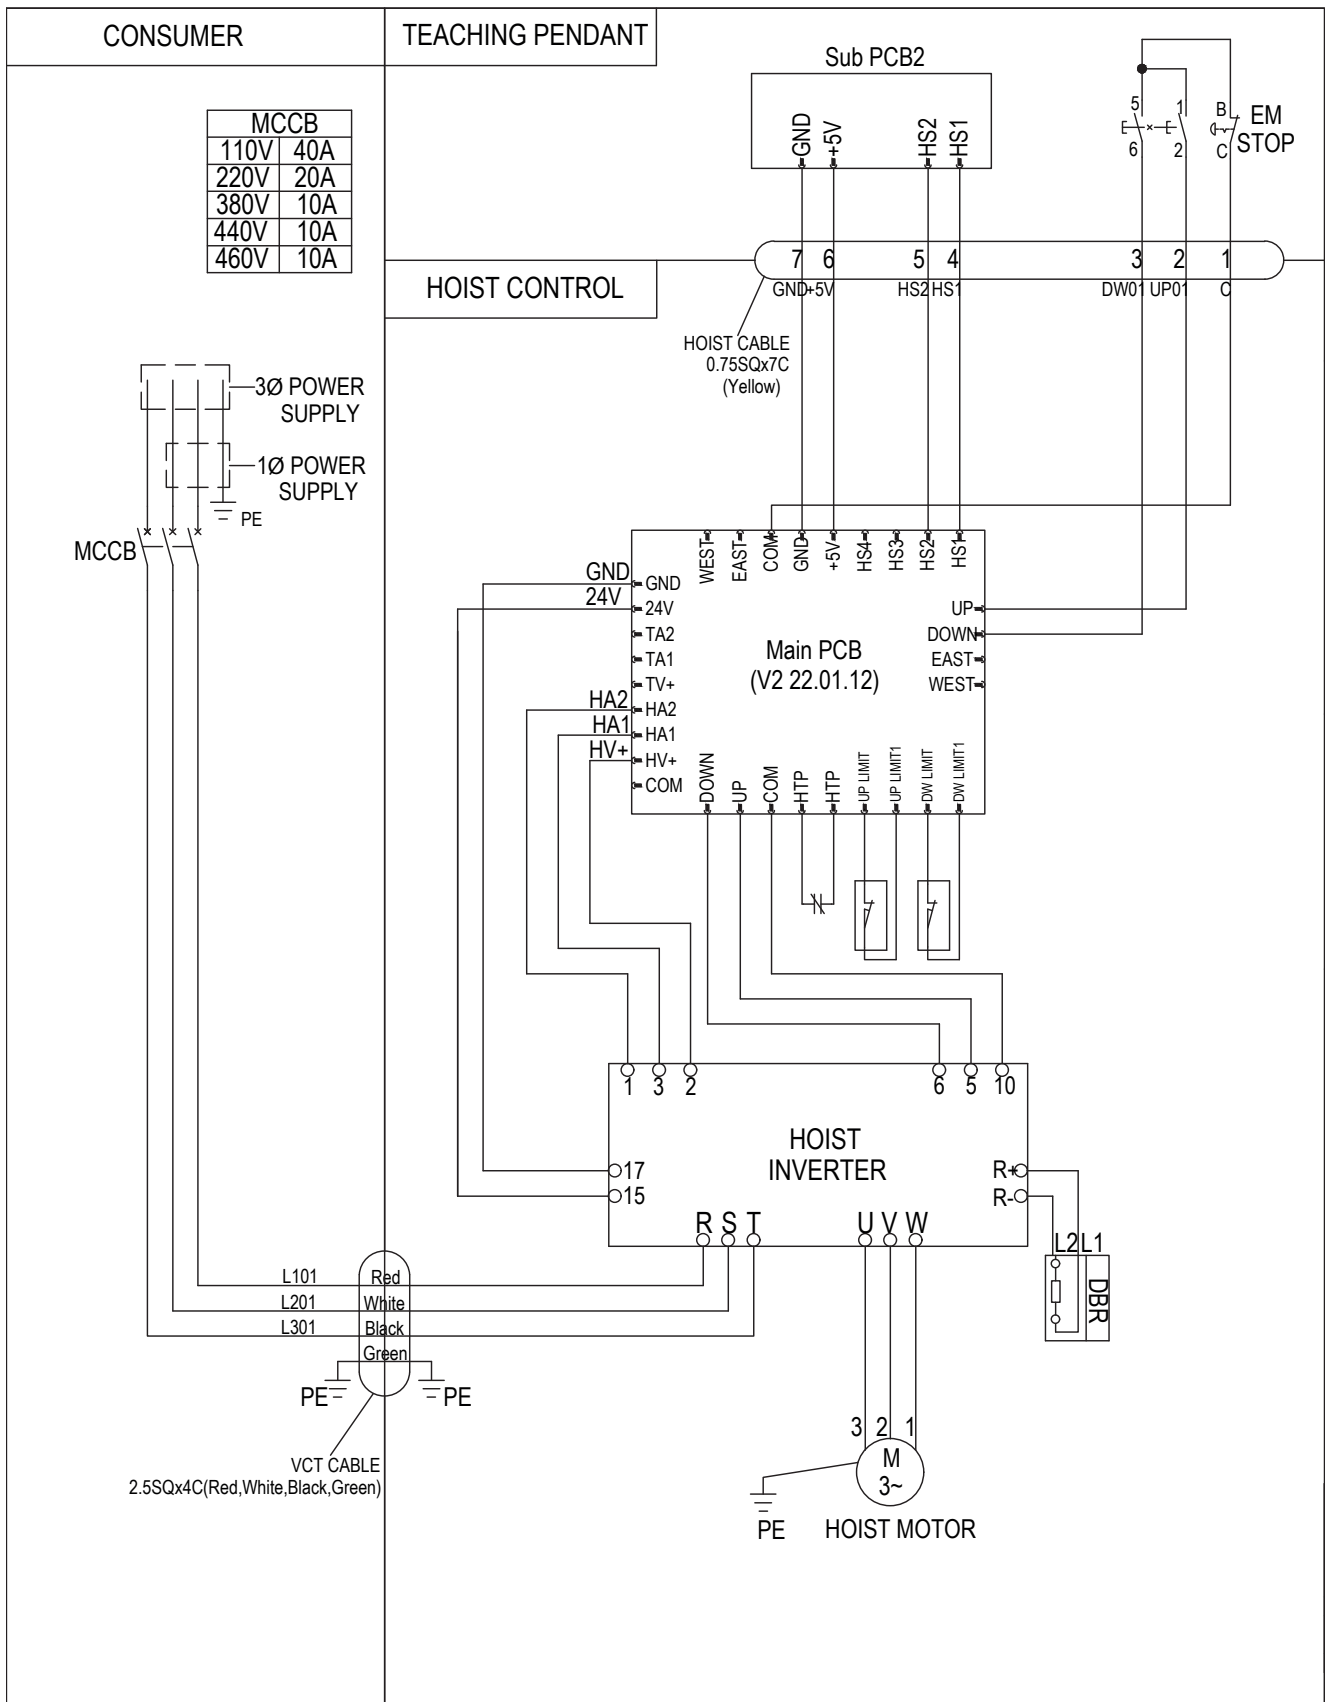 CONSUMER
TEACHING PENDANT
MCCB
110V 40A
220V 20A
380V 10A
440V 10A
460V 10A
Sub PCB2
GND +5V HS2 HS1
5 1 B
6 2 C
EM
STOP
7 6 5 4 3 2 1
GND +5V HS2 HS1 DW01 UP01 C
HOIST CONTROL
HOIST CABLE
0.75SQx7C
(Yellow)
3Ø POWER
SUPPLY
1Ø POWER
SUPPLY
PE
MCCB
WEST EAST COM GND +5V HS4 HS3 HS2 HS1
GND
24V
HA2
HA1
HV+
GND
24V
TA2
TA1
TV+
HA2
HA1
HV+
COM
Main PCB
(V2 22.01.12)
UP
DOWN
EAST
WEST
DOWN UP COM HTP HTP UP LIMIT UP LIMIT1 DW LIMIT DW LIMIT1
1 3 2 6 5 10
HOIST
INVERTER
17
15
R+
R-
R S T U V W
L2 L1
DBR
L101 Red
L201 White
L301 Black
Green
PE PE
VCT CABLE
2.5SQx4C(Red,White,Black,Green)
3 2 1
M
3~
PE
HOIST MOTOR